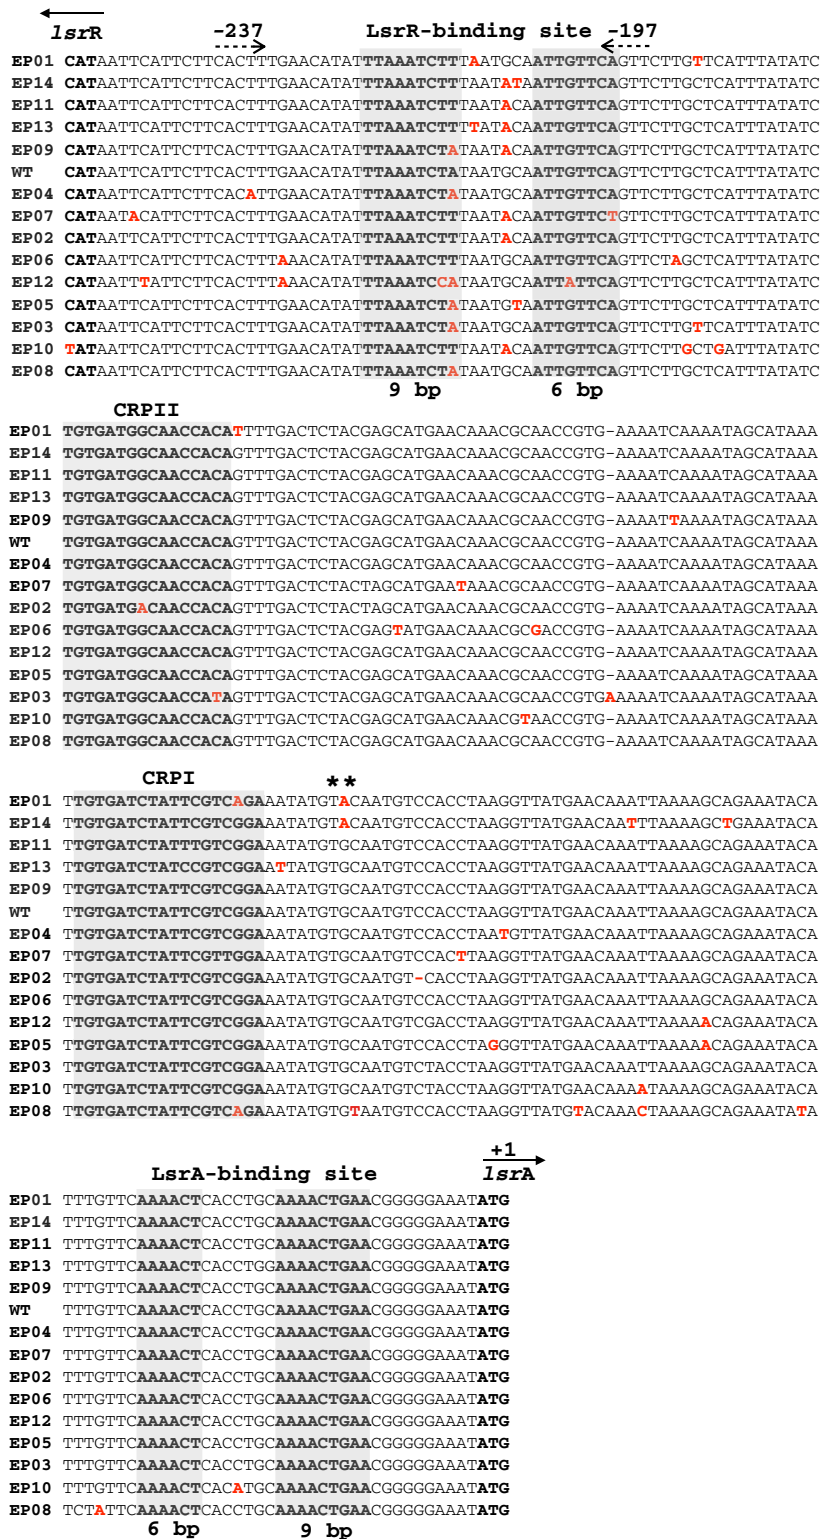 lsrR -237 LsrR-binding site -197
EP01 CATAATTCATTCTTCACTTTGAACATATTTAAATCTTTAATGCAATTGTTCAGTTCTTGTTCATTTATATC
EP14 CATAATTCATTCTTCACTTTGAACATATTTAAATCTTTAATATAATTGTTCAGTTCTTGCTCATTTATATC
EP11 CATAATTCATTCTTCACTTTGAACATATTTAAATCTTTAATACAATTGTTCAGTTCTTGCTCATTTATATC
EP13 CATAATTCATTCTTCACTTTGAACATATTTAAATCTTTTATACAATTGTTCAGTTCTTGCTCATTTATATC
EP09 CATAATTCATTCTTCACTTTGAACATATTTAAATCTATAATACAATTGTTCAGTTCTTGCTCATTTATATC
WT CATAATTCATTCTTCACTTTGAACATATTTAAATCTATAATGCAATTGTTCAGTTCTTGCTCATTTATATC
EP04 CATAATTCATTCTTCACATTGAACATATTTAAATCTATAATGCAATTGTTCAGTTCTTGCTCATTTATATC
EP07 CATAATACATTCTTCACTTTGAACATATTTAAATCTTTAATACAATTGTTCTGTTCTTGCTCATTTATATC
EP02 CATAATTCATTCTTCACTTTGAACATATTTAAATCTTTAATACAATTGTTCAGTTCTTGCTCATTTATATC
EP06 CATAATTCATTCTTCACTTTAAACATATTTAAATCTTTAATGCAATTGTTCAGTTCTAGCTCATTTATATC
EP12 CATAATTTATTCTTCACTTTAAACATATTTAAATCCATAATGCAATTATTCAGTTCTTGCTCATTTATATC
EP05 CATAATTCATTCTTCACTTTGAACATATTTAAATCTATAATGTAATTGTTCAGTTCTTGCTCATTTATATC
EP03 CATAATTCATTCTTCACTTTGAACATATTTAAATCTATAATGCAATTGTTCAGTTCTTGTTCATTTATATC
EP10 TATAATTCATTCTTCACTTTGAACATATTTAAATCTTTAATACAATTGTTCAGTTCTTGCTGATTTATATC
EP08 CATAATTCATTCTTCACTTTGAACATATTTAAATCTATAATGCAATTGTTCAGTTCTTGCTCATTTATATC
9 bp 6 bp
CRPII
EP01 TGTGATGGCAACCACATTTTGACTCTACGAGCATGAACAAACGCAACCGTG-AAAATCAAAATAGCATAAA
EP14 TGTGATGGCAACCACAGTTTGACTCTACGAGCATGAACAAACGCAACCGTG-AAAATCAAAATAGCATAAA
EP11 TGTGATGGCAACCACAGTTTGACTCTACGAGCATGAACAAACGCAACCGTG-AAAATCAAAATAGCATAAA
EP13 TGTGATGGCAACCACAGTTTGACTCTACGAGCATGAACAAACGCAACCGTG-AAAATCAAAATAGCATAAA
EP09 TGTGATGGCAACCACAGTTTGACTCTACGAGCATGAACAAACGCAACCGTG-AAAATTAAAATAGCATAAA
WT TGTGATGGCAACCACAGTTTGACTCTACGAGCATGAACAAACGCAACCGTG-AAAATCAAAATAGCATAAA
EP04 TGTGATGGCAACCACAGTTTGACTCTACGAGCATGAACAAACGCAACCGTG-AAAATCAAAATAGCATAAA
EP07 TGTGATGGCAACCACAGTTTGACTCTACTAGCATGAATAAACGCAACCGTG-AAAATCAAAATAGCATAAA
EP02 TGTGATGACAACCACAGTTTGACTCTACTAGCATGAACAAACGCAACCGTG-AAAATCAAAATAGCATAAA
EP06 TGTGATGGCAACCACAGTTTGACTCTACGAGTATGAACAAACGCGACCGTG-AAAATCAAAATAGCATAAA
EP12 TGTGATGGCAACCACAGTTTGACTCTACGAGCATGAACAAACGCAACCGTG-AAAATCAAAATAGCATAAA
EP05 TGTGATGGCAACCACAGTTTGACTCTACGAGCATGAACAAACGCAACCGTG-AAAATCAAAATAGCATAAA
EP03 TGTGATGGCAACCATAGTTTGACTCTACGAGCATGAACAAACGCAACCGTGAAAAATCAAAATAGCATAAA
EP10 TGTGATGGCAACCACAGTTTGACTCTACGAGCATGAACAAACGTAACCGTG-AAAATCAAAATAGCATAAA
EP08 TGTGATGGCAACCACAGTTTGACTCTACGAGCATGAACAAACGCAACCGTG-AAAATCAAAATAGCATAAA
CRPI **
EP01 TTGTGATCTATTCGTCAGAAATATGTACAATGTCCACCTAAGGTTATGAACAAATTAAAAGCAGAAATACA
EP14 TTGTGATCTATTCGTCGGAAATATGTACAATGTCCACCTAAGGTTATGAACAATTTAAAAGCTGAAATACA
EP11 TTGTGATCTATTTGTCGGAAATATGTGCAATGTCCACCTAAGGTTATGAACAAATTAAAAGCAGAAATACA
EP13 TTGTGATCTATCCGTCGGAATTATGTGCAATGTCCACCTAAGGTTATGAACAAATTAAAAGCAGAAATACA
EP09 TTGTGATCTATTCGTCGGAAATATGTGCAATGTCCACCTAAGGTTATGAACAAATTAAAAGCAGAAATACA
WT TTGTGATCTATTCGTCGGAAATATGTGCAATGTCCACCTAAGGTTATGAACAAATTAAAAGCAGAAATACA
EP04 TTGTGATCTATTCGTCGGAAATATGTGCAATGTCCACCTAATGTTATGAACAAATTAAAAGCAGAAATACA
EP07 TTGTGATCTATTCGTTGGAAATATGTGCAATGTCCACTTAAGGTTATGAACAAATTAAAAGCAGAAATACA
EP02 TTGTGATCTATTCGTCGGAAATATGTGCAATGT-CACCTAAGGTTATGAACAAATTAAAAGCAGAAATACA
EP06 TTGTGATCTATTCGTCGGAAATATGTGCAATGTCCACCTAAGGTTATGAACAAATTAAAAGCAGAAATACA
EP12 TTGTGATCTATTCGTCGGAAATATGTGCAATGTCGACCTAAGGTTATGAACAAATTAAAAACAGAAATACA
EP05 TTGTGATCTATTCGTCGGAAATATGTGCAATGTCCACCTAGGGTTATGAACAAATTAAAAACAGAAATACA
EP03 TTGTGATCTATTCGTCGGAAATATGTGCAATGTCTACCTAAGGTTATGAACAAATTAAAAGCAGAAATACA
EP10 TTGTGATCTATTCGTCGGAAATATGTGCAATGTCTACCTAAGGTTATGAACAAAATAAAAGCAGAAATACA
EP08 TTGTGATCTATTCGTCAGAAATATGTGTAATGTCCACCTAAGGTTATGTACAAACTAAAAGCAGAAATATA
+1
LsrA-binding site lsrA
EP01 TTTGTTCAAAACTCACCTGCAAAACTGAACGGGGGAAATATG
EP14 TTTGTTCAAAACTCACCTGCAAAACTGAACGGGGGAAATATG
EP11 TTTGTTCAAAACTCACCTGCAAAACTGAACGGGGGAAATATG
EP13 TTTGTTCAAAACTCACCTGGAAAACTGAACGGGGGAAATATG
EP09 TTTGTTCAAAACTCACCTGCAAAACTGAACGGGGGAAATATG
WT TTTGTTCAAAACTCACCTGCAAAACTGAACGGGGGAAATATG
EP04 TTTGTTCAAAACTCACCTGCAAAACTGAACGGGGGAAATATG
EP07 TTTGTTCAAAACTCACCTGCAAAACTGAACGGGGGAAATATG
EP02 TTTGTTCAAAACTCACCTGCAAAACTGAACGGGGGAAATATG
EP06 TTTGTTCAAAACTCACCTGCAAAACTGAACGGGGGAAATATG
EP12 TTTGTTCAAAACTCACCTGCAAAACTGAACGGGGGAAATATG
EP05 TTTGTTCAAAACTCACCTGCAAAACTGAACGGGGGAAATATG
EP03 TTTGTTCAAAACTCACCTGCAAAACTGAACGGGGGAAATATG
EP10 TTTGTTCAAAACTCACATGCAAAACTGAACGGGGGAAATATG
EP08 TCTATTCAAAACTCACCTGCAAAACTGAACGGGGGAAATATG
6 bp 9 bp